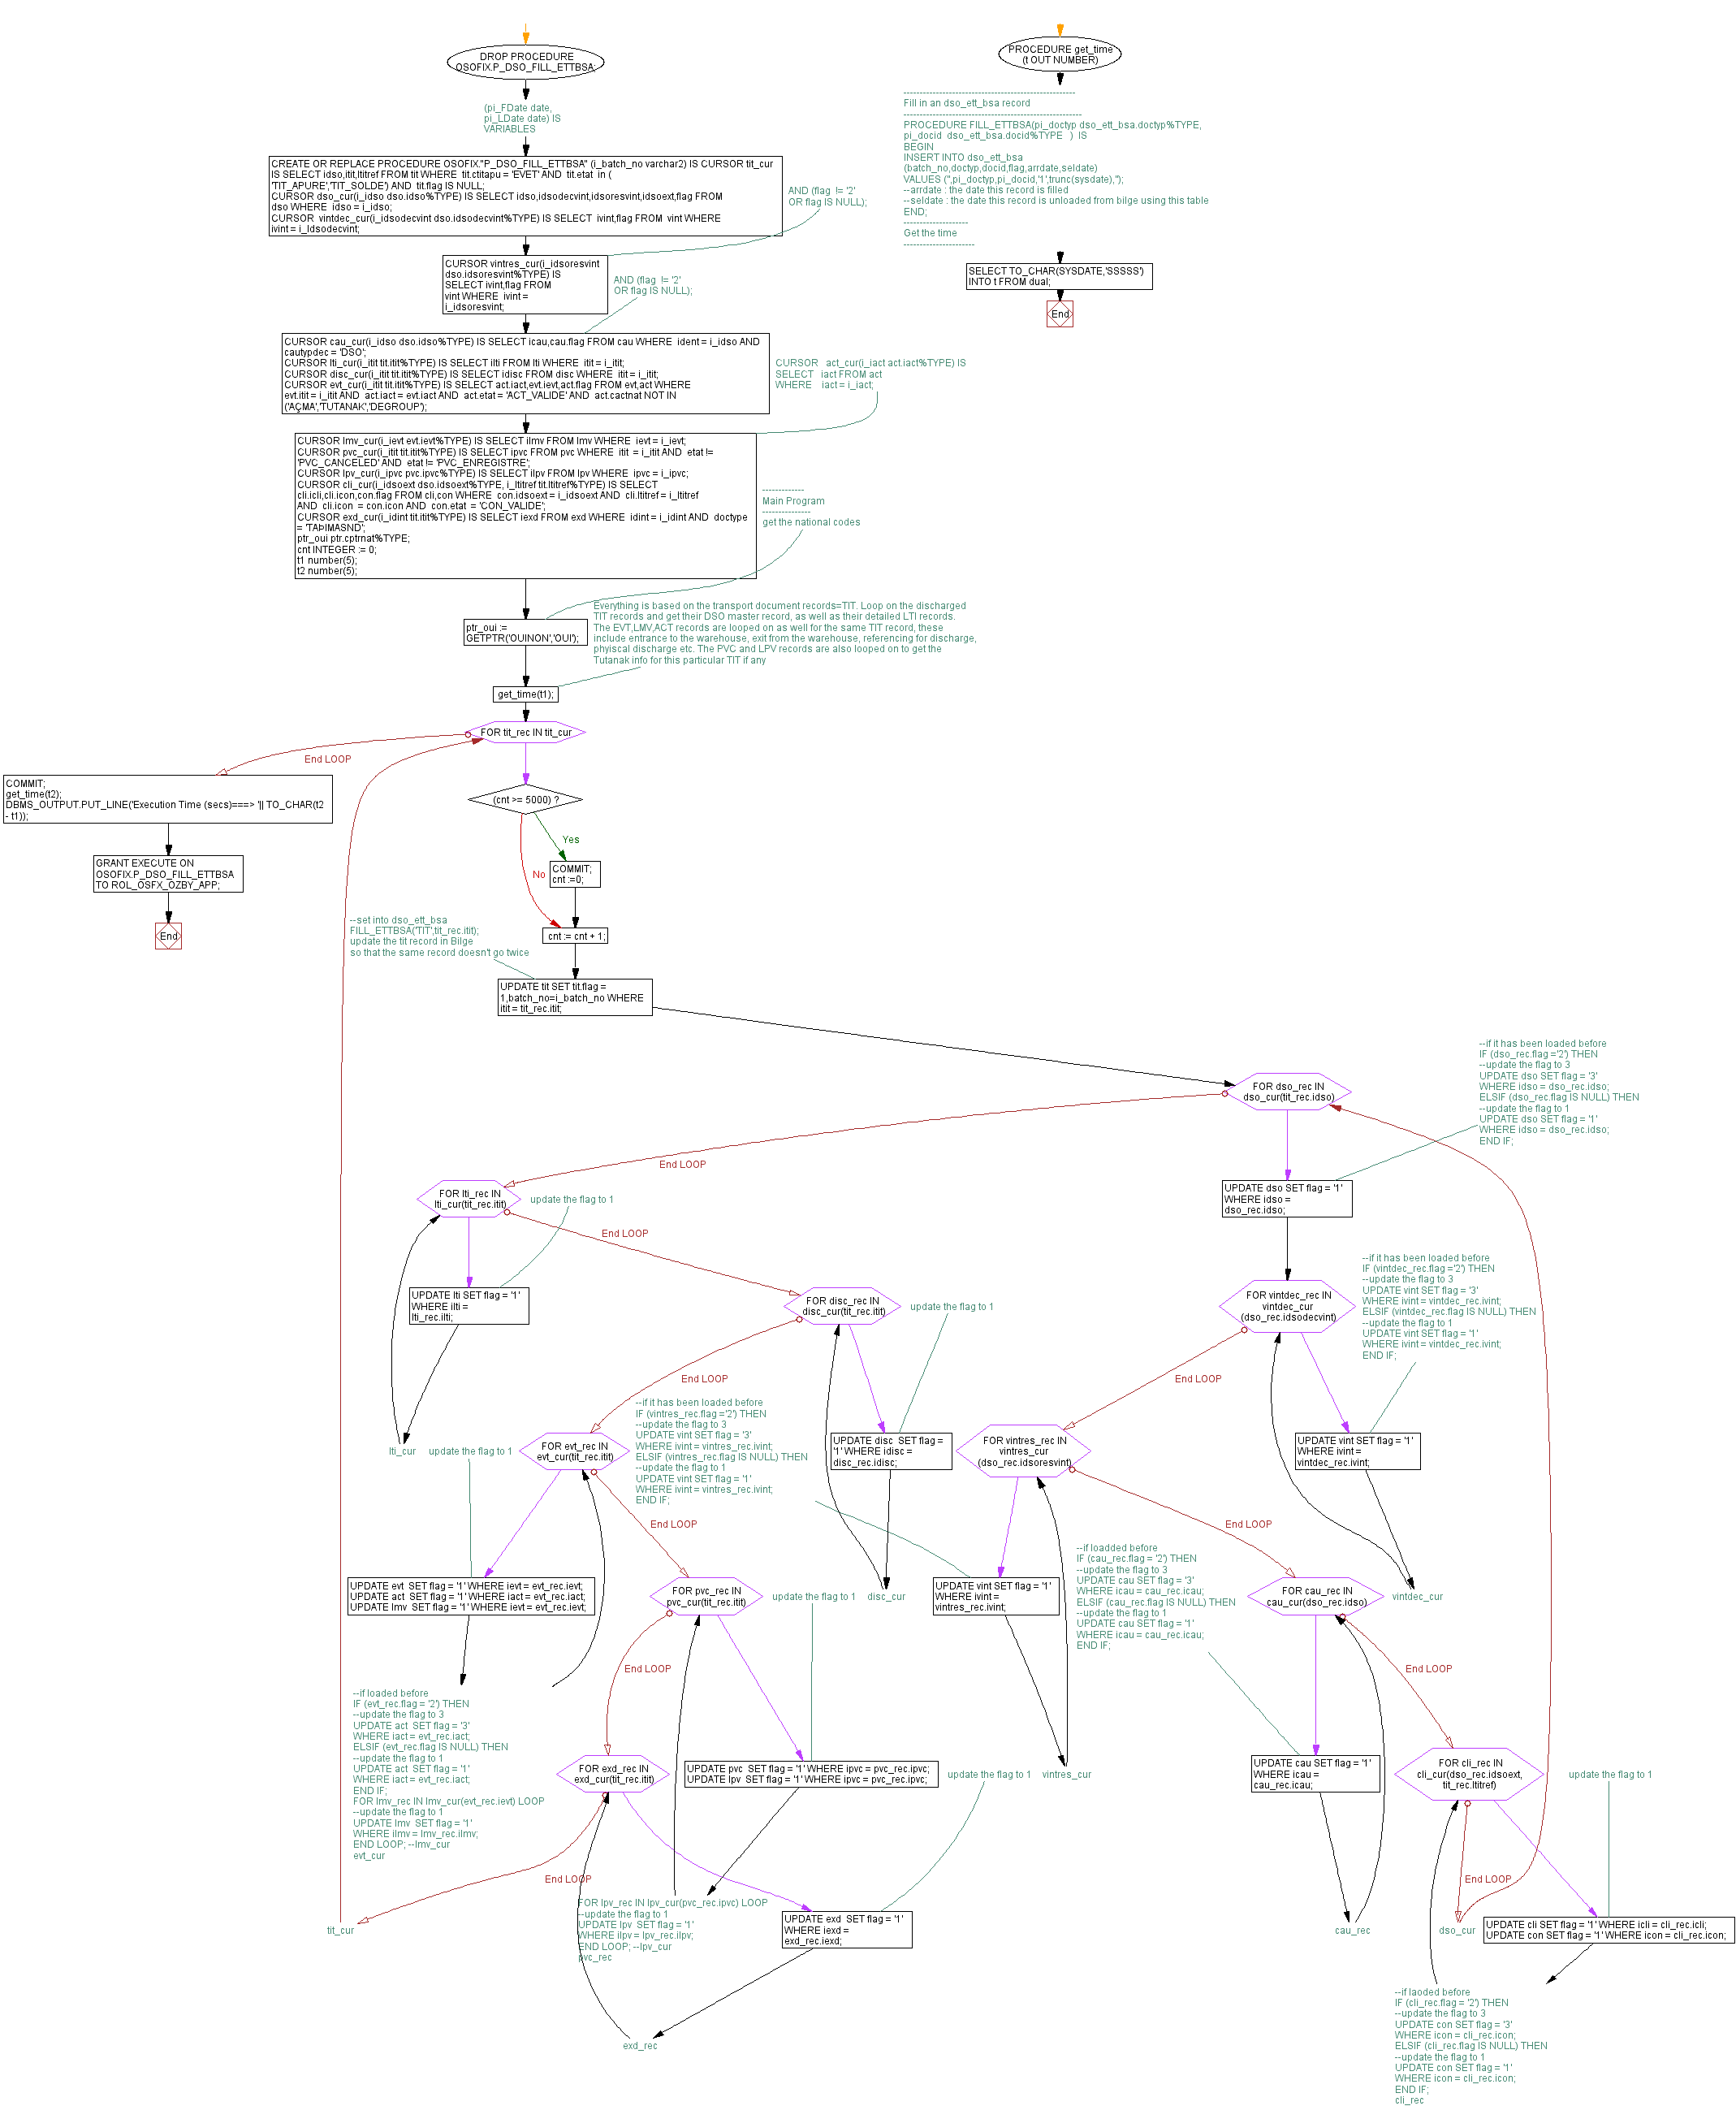 DROP PROCEDURE
OSOFIX.P_DSO_FILL_ETTBSA;
(pi_FDate date,
pi_LDate date) IS
VARIABLES
CREATE OR REPLACE PROCEDURE OSOFIX."P_DSO_FILL_ETTBSA" (i_batch_no varchar2) IS CURSOR tit_cur
IS SELECT idso,itit,ltitref FROM tit WHERE tit.ctitapu = 'EVET' AND tit.etat in (
'TIT_APURE','TIT_SOLDE') AND tit.flag IS NULL;
CURSOR dso_cur(i_idso dso.idso%TYPE) IS SELECT idso,idsodecvint,idsoresvint,idsoext,flag FROM
dso WHERE idso = i_idso;
CURSOR vintdec_cur(i_idsodecvint dso.idsodecvint%TYPE) IS SELECT ivint,flag FROM vint WHERE
ivint = i_Idsodecvint;
AND (flag != '2'
OR flag IS NULL);
CURSOR vintres_cur(i_idsoresvint
dso.idsoresvint%TYPE) IS
SELECT ivint,flag FROM
vint WHERE ivint =
i_idsoresvint;
AND (flag != '2'
OR flag IS NULL);
CURSOR cau_cur(i_idso dso.idso%TYPE) IS SELECT icau,cau.flag FROM cau WHERE ident = i_idso AND
cautypdec = 'DSO';
CURSOR lti_cur(i_itit tit.itit%TYPE) IS SELECT ilti FROM lti WHERE itit = i_itit;
CURSOR disc_cur(i_itit tit.itit%TYPE) IS SELECT idisc FROM disc WHERE itit = i_itit;
CURSOR evt_cur(i_itit tit.itit%TYPE) IS SELECT act.iact,evt.ievt,act.flag FROM evt,act WHERE
evt.itit = i_itit AND act.iact = evt.iact AND act.etat = 'ACT_VALIDE' AND act.cactnat NOT IN
('AÇMA','TUTANAK','DEGROUP');
CURSOR act_cur(i_iact act.iact%TYPE) IS
SELECT iact FROM act
WHERE iact = i_iact;
CURSOR lmv_cur(i_ievt evt.ievt%TYPE) IS SELECT ilmv FROM lmv WHERE ievt = i_ievt;
CURSOR pvc_cur(i_itit tit.itit%TYPE) IS SELECT ipvc FROM pvc WHERE itit = i_itit AND etat !=
'PVC_CANCELED' AND etat != 'PVC_ENREGISTRE';
CURSOR lpv_cur(i_ipvc pvc.ipvc%TYPE) IS SELECT ilpv FROM lpv WHERE ipvc = i_ipvc;
CURSOR cli_cur(i_idsoext dso.idsoext%TYPE, i_ltitref tit.ltitref%TYPE) IS SELECT
cli.icli,cli.icon,con.flag FROM cli,con WHERE con.idsoext = i_idsoext AND cli.ltitref = i_ltitref
AND cli.icon = con.icon AND con.etat = 'CON_VALIDE';
CURSOR exd_cur(i_idint tit.itit%TYPE) IS SELECT iexd FROM exd WHERE idint = i_idint AND doctype
= 'TAÞIMASND';
ptr_oui ptr.cptrnat%TYPE;
cnt INTEGER := 0;
t1 number(5);
t2 number(5);
-------------
Main Program
---------------
get the national codes
ptr_oui :=
GETPTR('OUINON','OUI');
Everything is based on the transport document records=TIT. Loop on the discharged
TIT records and get their DSO master record, as well as their detailed LTI records.
The EVT,LMV,ACT records are looped on as well for the same TIT record, these
include entrance to the warehouse, exit from the warehouse, referencing for discharge,
phyiscal discharge etc. The PVC and LPV records are also looped on to get the
Tutanak info for this particular TIT if any
get_time(t1);
FOR tit_rec IN tit_cur
End LOOP
COMMIT;
get_time(t2);
DBMS_OUTPUT.PUT_LINE('Execution Time (secs)===> '|| TO_CHAR(t2
- t1));
GRANT EXECUTE ON
OSOFIX.P_DSO_FILL_ETTBSA
TO ROL_OSFX_OZBY_APP;
End
(cnt >= 5000) ?
Yes
No
COMMIT;
cnt :=0;
cnt := cnt + 1;
--set into dso_ett_bsa
FILL_ETTBSA('TIT',tit_rec.itit);
update the tit record in Bilge
so that the same record doesn't go twice
UPDATE tit SET tit.flag =
1,batch_no=i_batch_no WHERE
itit = tit_rec.itit;
PROCEDURE get_time
(t OUT NUMBER)
-----------------------------------------------------
Fill in an dso_ett_bsa record
-------------------------------------------------------
PROCEDURE FILL_ETTBSA(pi_doctyp dso_ett_bsa.doctyp%TYPE,
pi_docid dso_ett_bsa.docid%TYPE ) IS
BEGIN
INSERT INTO dso_ett_bsa
(batch_no,doctyp,docid,flag,arrdate,seldate)
VALUES ('',pi_doctyp,pi_docid,'1',trunc(sysdate),'');
--arrdate : the date this record is filled
--seldate : the date this record is unloaded from bilge using this table
END;
--------------------
Get the time
----------------------
SELECT TO_CHAR(SYSDATE,'SSSSS')
INTO t FROM dual;
End
FOR dso_rec IN
dso_cur(tit_rec.idso)
End LOOP
--if it has been loaded before
IF (dso_rec.flag ='2') THEN
--update the flag to 3
UPDATE dso SET flag = '3'
WHERE idso = dso_rec.idso;
ELSIF (dso_rec.flag IS NULL) THEN
--update the flag to 1
UPDATE dso SET flag = '1'
WHERE idso = dso_rec.idso;
END IF;
UPDATE dso SET flag = '1'
WHERE idso =
dso_rec.idso;
FOR lti_rec IN
lti_cur(tit_rec.itit)
update the flag to 1
End LOOP
UPDATE lti SET flag = '1'
WHERE ilti =
lti_rec.ilti;
lti_cur
FOR disc_rec IN
disc_cur(tit_rec.itit)
update the flag to 1
End LOOP
UPDATE disc SET flag =
'1' WHERE idisc =
disc_rec.idisc;
disc_cur
FOR vintdec_rec IN
vintdec_cur
(dso_rec.idsodecvint)
--if it has been loaded before
IF (vintdec_rec.flag ='2') THEN
--update the flag to 3
UPDATE vint SET flag = '3'
WHERE ivint = vintdec_rec.ivint;
ELSIF (vintdec_rec.flag IS NULL) THEN
--update the flag to 1
UPDATE vint SET flag = '1'
WHERE ivint = vintdec_rec.ivint;
END IF;
End LOOP
UPDATE vint SET flag = '1'
WHERE ivint =
vintdec_rec.ivint;
vintdec_cur
FOR evt_rec IN
evt_cur(tit_rec.itit)
update the flag to 1
End LOOP
UPDATE evt SET flag = '1' WHERE ievt = evt_rec.ievt;
UPDATE act SET flag = '1' WHERE iact = evt_rec.iact;
UPDATE lmv SET flag = '1' WHERE ievt = evt_rec.ievt;
--if loaded before
IF (evt_rec.flag = '2') THEN
--update the flag to 3
UPDATE act SET flag = '3'
WHERE iact = evt_rec.iact;
ELSIF (evt_rec.flag IS NULL) THEN
--update the flag to 1
UPDATE act SET flag = '1'
WHERE iact = evt_rec.iact;
END IF;
FOR lmv_rec IN lmv_cur(evt_rec.ievt) LOOP
--update the flag to 1
UPDATE lmv SET flag = '1'
WHERE ilmv = lmv_rec.ilmv;
END LOOP; --lmv_cur
evt_cur
--if it has been loaded before
IF (vintres_rec.flag ='2') THEN
--update the flag to 3
UPDATE vint SET flag = '3'
WHERE ivint = vintres_rec.ivint;
ELSIF (vintres_rec.flag IS NULL) THEN
--update the flag to 1
UPDATE vint SET flag = '1'
WHERE ivint = vintres_rec.ivint;
END IF;
FOR vintres_rec IN
vintres_cur
(dso_rec.idsoresvint)
End LOOP
UPDATE vint SET flag = '1'
WHERE ivint =
vintres_rec.ivint;
vintres_cur
FOR pvc_rec IN
pvc_cur(tit_rec.itit)
update the flag to 1
End LOOP
UPDATE pvc SET flag = '1' WHERE ipvc = pvc_rec.ipvc;
UPDATE lpv SET flag = '1' WHERE ipvc = pvc_rec.ipvc;
FOR lpv_rec IN lpv_cur(pvc_rec.ipvc) LOOP
--update the flag to 1
UPDATE lpv SET flag = '1'
WHERE ilpv = lpv_rec.ilpv;
END LOOP; --lpv_cur
pvc_rec
--if loadded before
IF (cau_rec.flag = '2') THEN
--update the flag to 3
UPDATE cau SET flag = '3'
WHERE icau = cau_rec.icau;
ELSIF (cau_rec.flag IS NULL) THEN
--update the flag to 1
UPDATE cau SET flag = '1'
WHERE icau = cau_rec.icau;
END IF;
FOR cau_rec IN
cau_cur(dso_rec.idso)
End LOOP
UPDATE cau SET flag = '1'
WHERE icau =
cau_rec.icau;
cau_rec
FOR exd_rec IN
exd_cur(tit_rec.itit)
update the flag to 1
End LOOP
UPDATE exd SET flag = '1'
WHERE iexd =
exd_rec.iexd;
exd_rec
tit_cur
FOR cli_rec IN
cli_cur(dso_rec.idsoext,
tit_rec.ltitref)
update the flag to 1
End LOOP
dso_cur
UPDATE cli SET flag = '1' WHERE icli = cli_rec.icli;
UPDATE con SET flag = '1' WHERE icon = cli_rec.icon;
--if laoded before
IF (cli_rec.flag = '2') THEN
--update the flag to 3
UPDATE con SET flag = '3'
WHERE icon = cli_rec.icon;
ELSIF (cli_rec.flag IS NULL) THEN
--update the flag to 1
UPDATE con SET flag = '1'
WHERE icon = cli_rec.icon;
END IF;
cli_rec